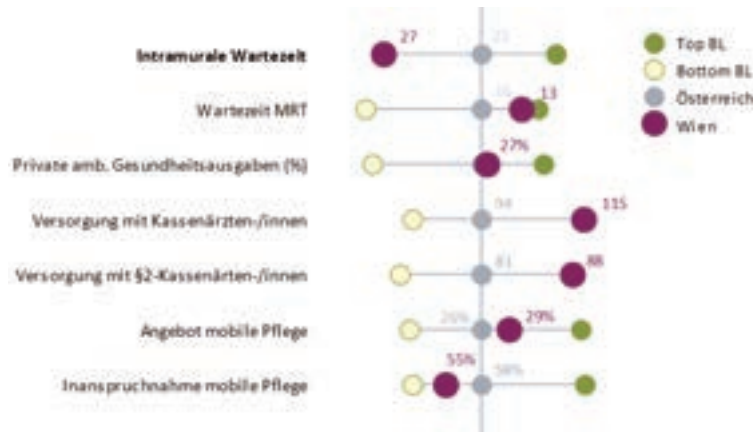 27
Intramurale Wartezeit
13
Wartezeit MRT
27%
Private amb. Gesundheitsausgaben (%)
115
Versorgung mit Kassenärzten-/innen
81 88
Versorgung mit §2-Kassenärten-/innen
26% 29%
Angebot mobile Pflege
55% 58%
Inanspruchnahme mobile Pflege
Top BL
Bottom BL
Österreich
Wien